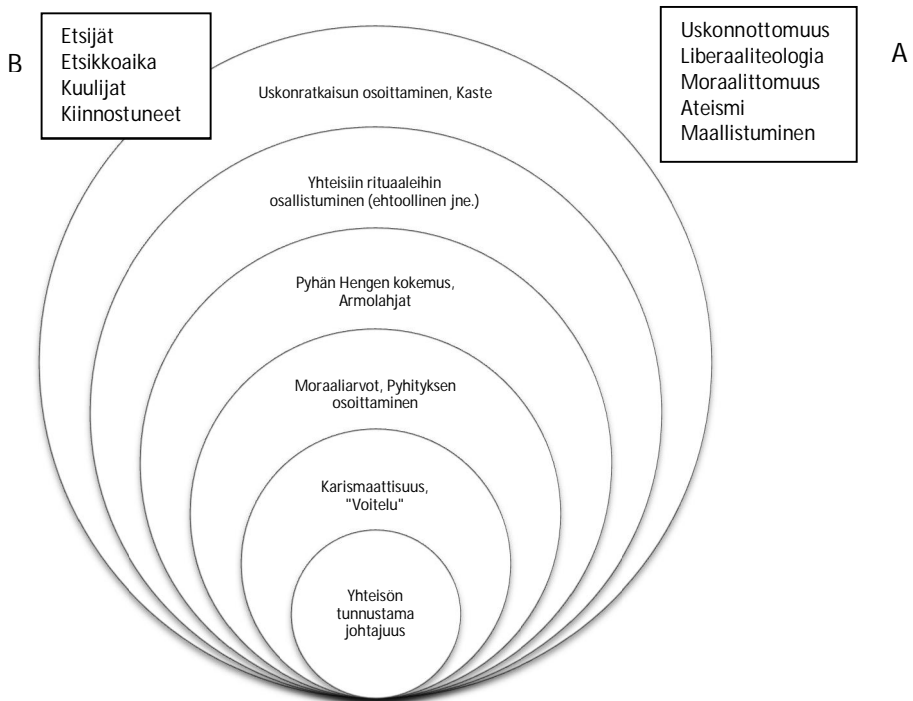 B
Etsijät
Etsikkoaika
Kuulijat
Kiinnostuneet
Uskonnottomuus
Liberaaliteologia
Moraalittomuus
Ateismi
Maallistuminen
A
Uskonratkaisun osoittaminen, Kaste
Yhteisiin rituaaleihin
osallistuminen (ehtoollinen jne.)
Pyhän Hengen kokemus,
Armolahjat
Moraaliarvot, Pyhityksen
osoittaminen
Karismaattisuus,
"Voitelu"
Yhteisön
tunnustama
johtajuus